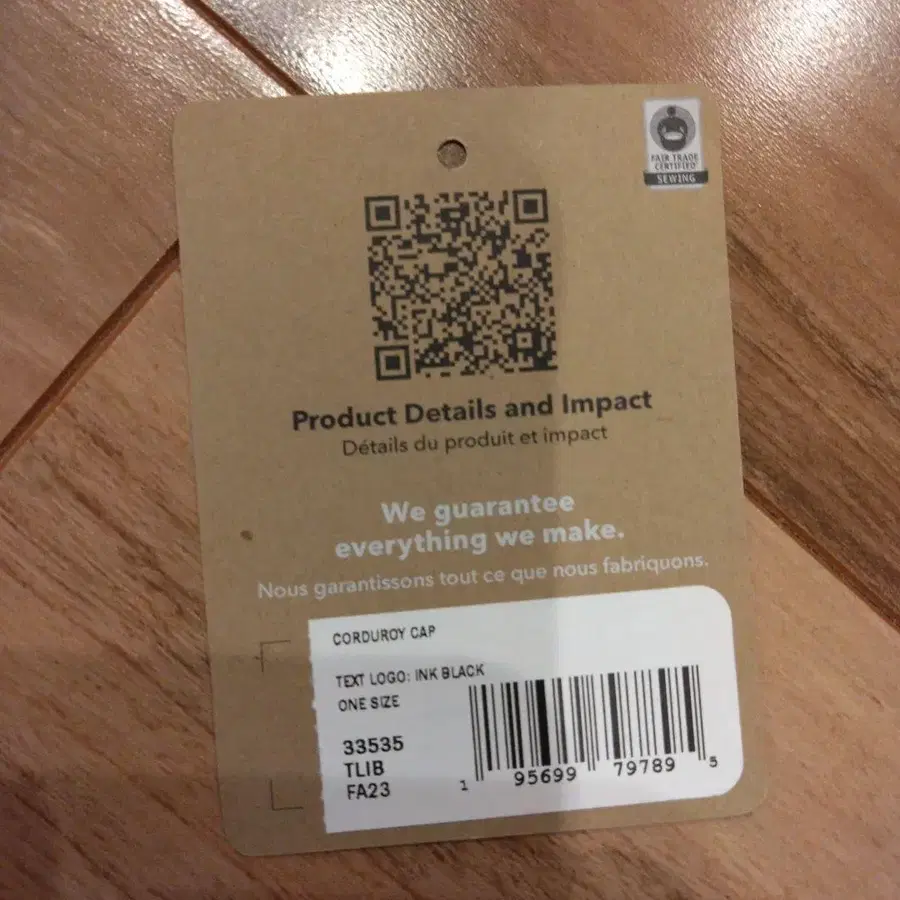 FAIR TRADE
CERTIFIED
SEWING
Product Details and Impact
Détails du produit et impact
We guarantee
everything we make.
Nous garantissons tout ce que nous fabriquons.
CORDUROY CAP
TEXT LOGO: INK BLACK
ONE SIZE
33535
TLIB
FA23
1 95699 79789 5